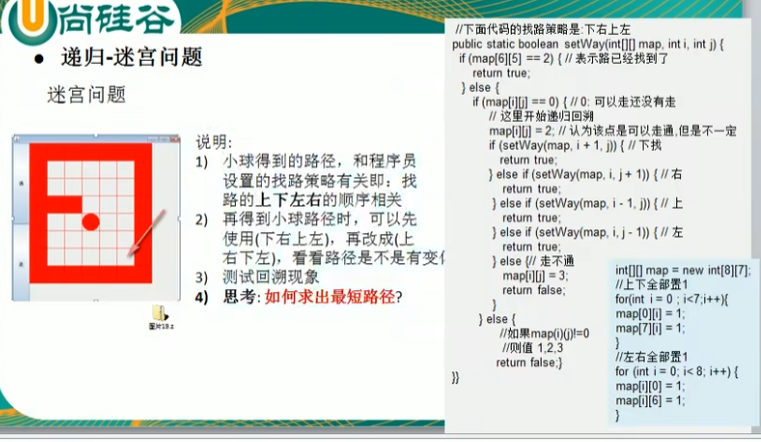 尚硅谷
● 递归-迷宫问题
迷宫问题
说明:
1) 小球得到的路径，和程序员
设置的找路策略有关即：找
路的上下左右的顺序相关
2) 再得到小球路径时，可以先
使用(下右上左)，再改成(上
右下左)，看看路径是不是有变
3) 测试回溯现象
4) 思考: 如何求出最短路径?
//下面代码的找路策略是:下右上左
public static boolean setWay(int[][] map, int i, int j) {
if (map[6][5] == 2) { // 表示路已经找到了
return true;
} else {
if (map[i][j] == 0) { // 0: 可以走还没有走
// 这里开始递归回溯
map[i][j] = 2; // 认为该点是可以走通,但是不一定
if (setWay(map, i + 1, j)) { // 下找
return true;
} else if (setWay(map, i, j + 1)) { // 右
return true;
} else if (setWay(map, i - 1, j)) { // 上
return true;
} else if (setWay(map, i, j - 1)) { // 左
return true;
} else {// 走不通
map[i][j] = 3;
return false;
}
} else {
//如果map(i)(j)!=0
//则值 1,2,3
return false;}
}}
int[][] map = new int[8][7];
//上下全部置1
for(int i = 0 ; i<7;i++){
map[0][i] = 1;
map[7][i] = 1;
}
//左右全部置1
for (int i = 0; i< 8; i++) {
map[i][0] = 1;
map[i][6] = 1;
}